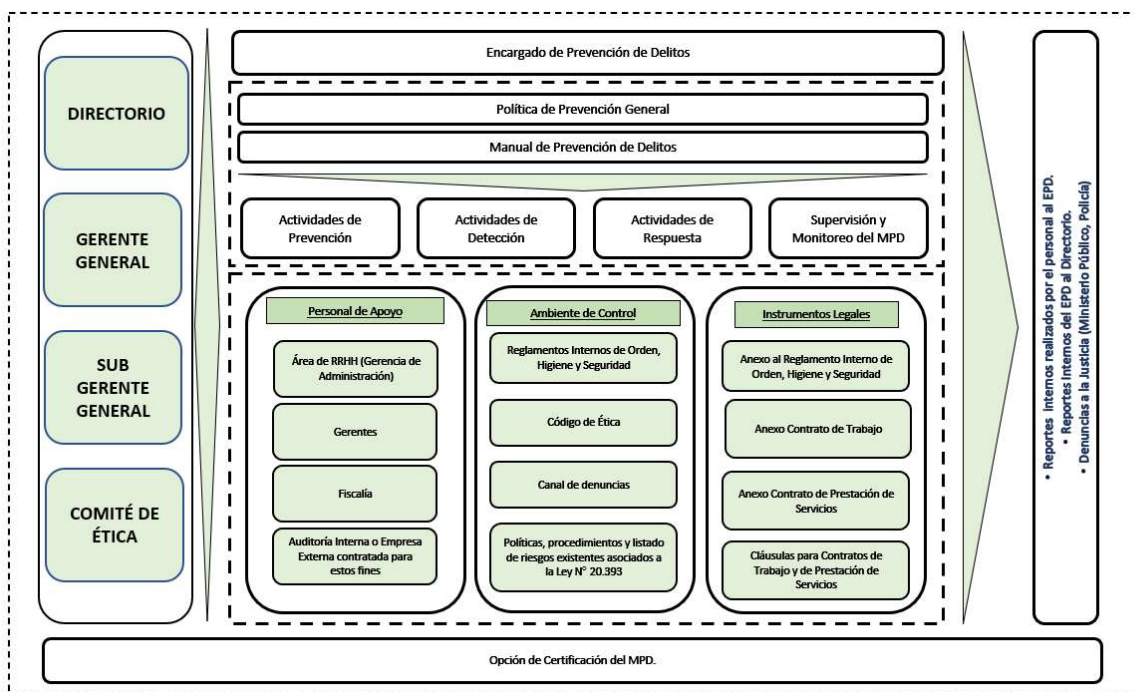 DIRECTORIO
GERENTE
GENERAL
SUB
GERENTE
GENERAL
COMITÉ DE
ÉTICA
Encargado de Prevención de Delitos
Política de Prevención General
Manual de Prevención de Delitos
Actividades de
Prevención
Actividades de
Detección
Actividades de
Respuesta
Supervisión y
Monitoreo del MPD
Personal de Apoyo
Área de RRHH (Gerencia de
Administración)
Gerentes
Fiscalía
Auditoría Interna o Empresa
Externa contratada para
estos fines
Ambiente de Control
Reglamentos Internos de Orden,
Higiene y Seguridad
Código de Ética
Canal de denuncias
Políticas, procedimientos y listado
de riesgos existentes asociados a
la Ley N° 20.393
Instrumentos Legales
Anexo al Reglamento Interno de
Orden, Higiene y Seguridad
Anexo Contrato de Trabajo
Anexo Contrato de Prestación de
Servicios
Cláusulas para Contratos de
Trabajo y de Prestación de
Servicios
• Reportes Internos realizados por el personal al EPD.
• Reportes Internos del EPD al Directorio.
• Denuncias a la Justicia (Ministerio Público, Policía)
Opción de Certificación del MPD.